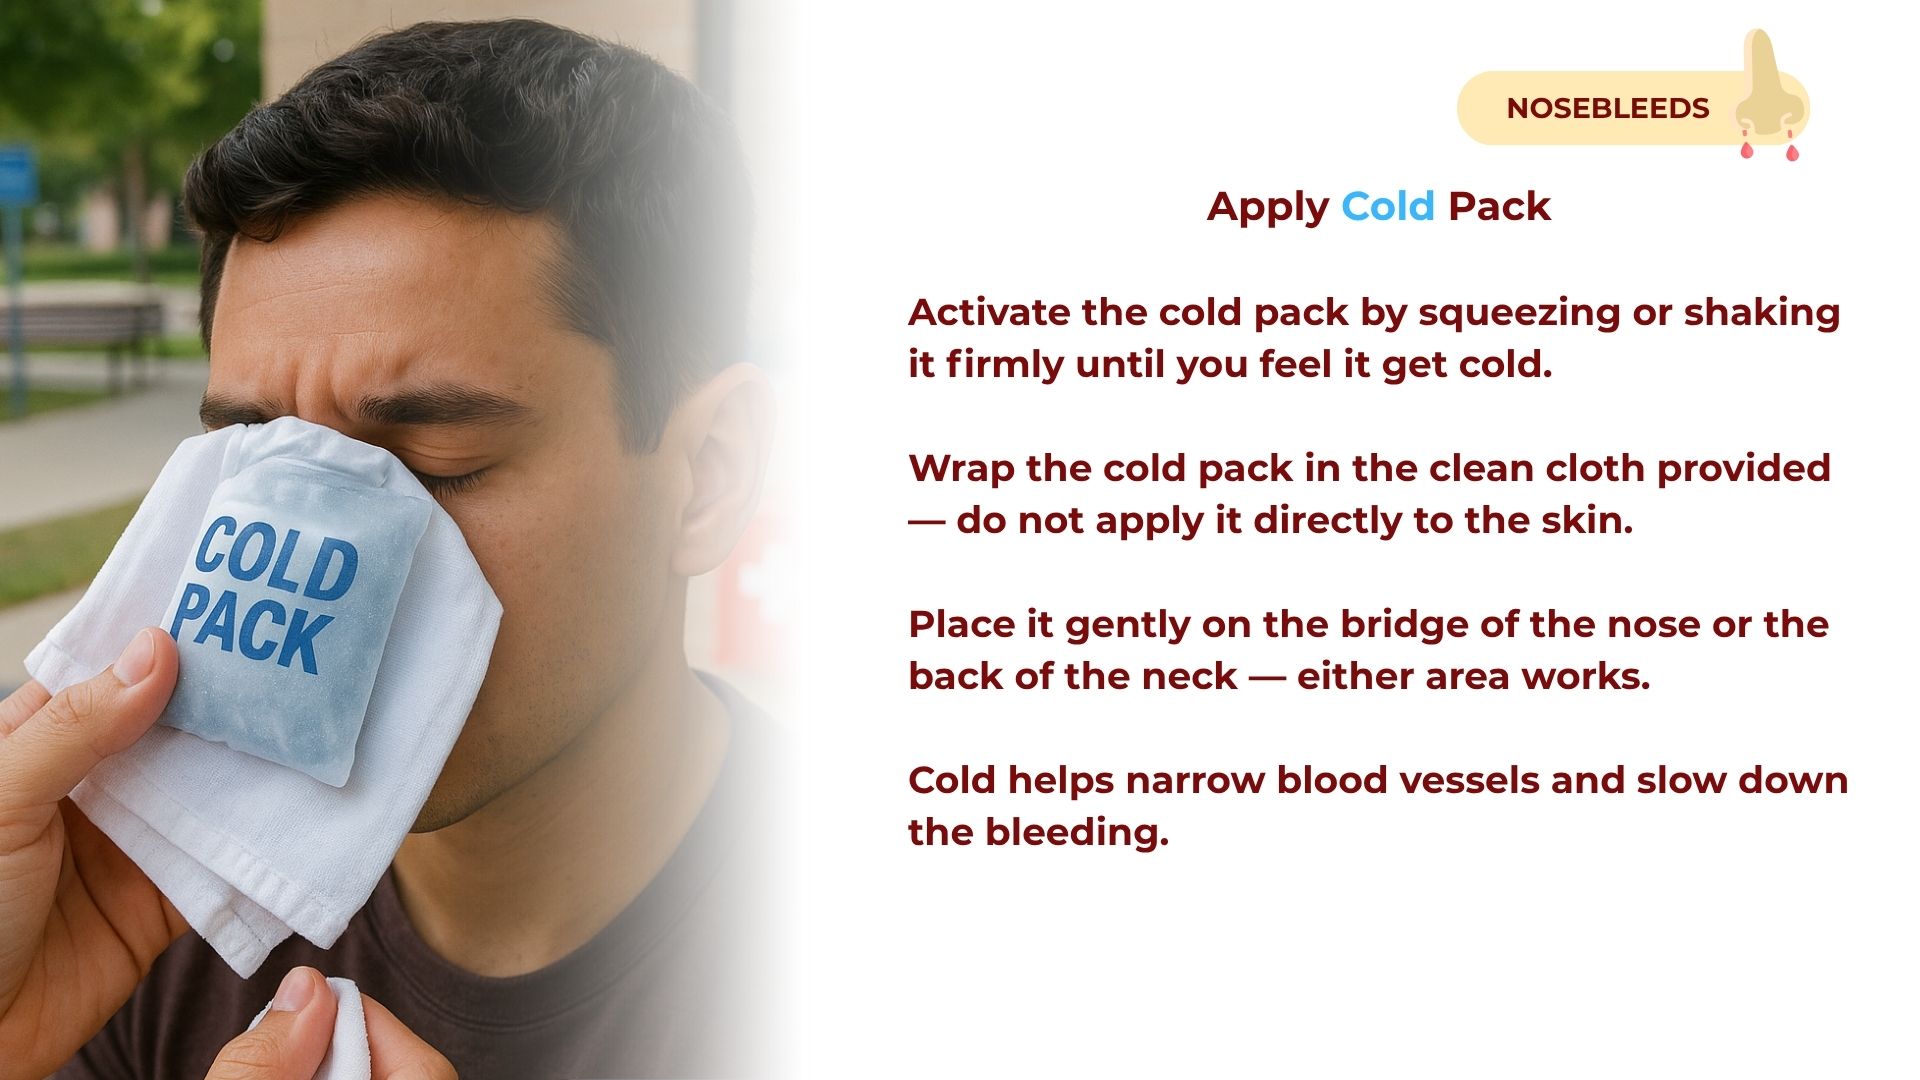 NOSEBLEEDS
Apply Cold Pack
Activate the cold pack by squeezing or shaking
it firmly until you feel it get cold.
Wrap the cold pack in the clean cloth provided
— do not apply it directly to the skin.
Place it gently on the bridge of the nose or the
back of the neck — either area works.
Cold helps narrow blood vessels and slow down
the bleeding.
COLD
PACK